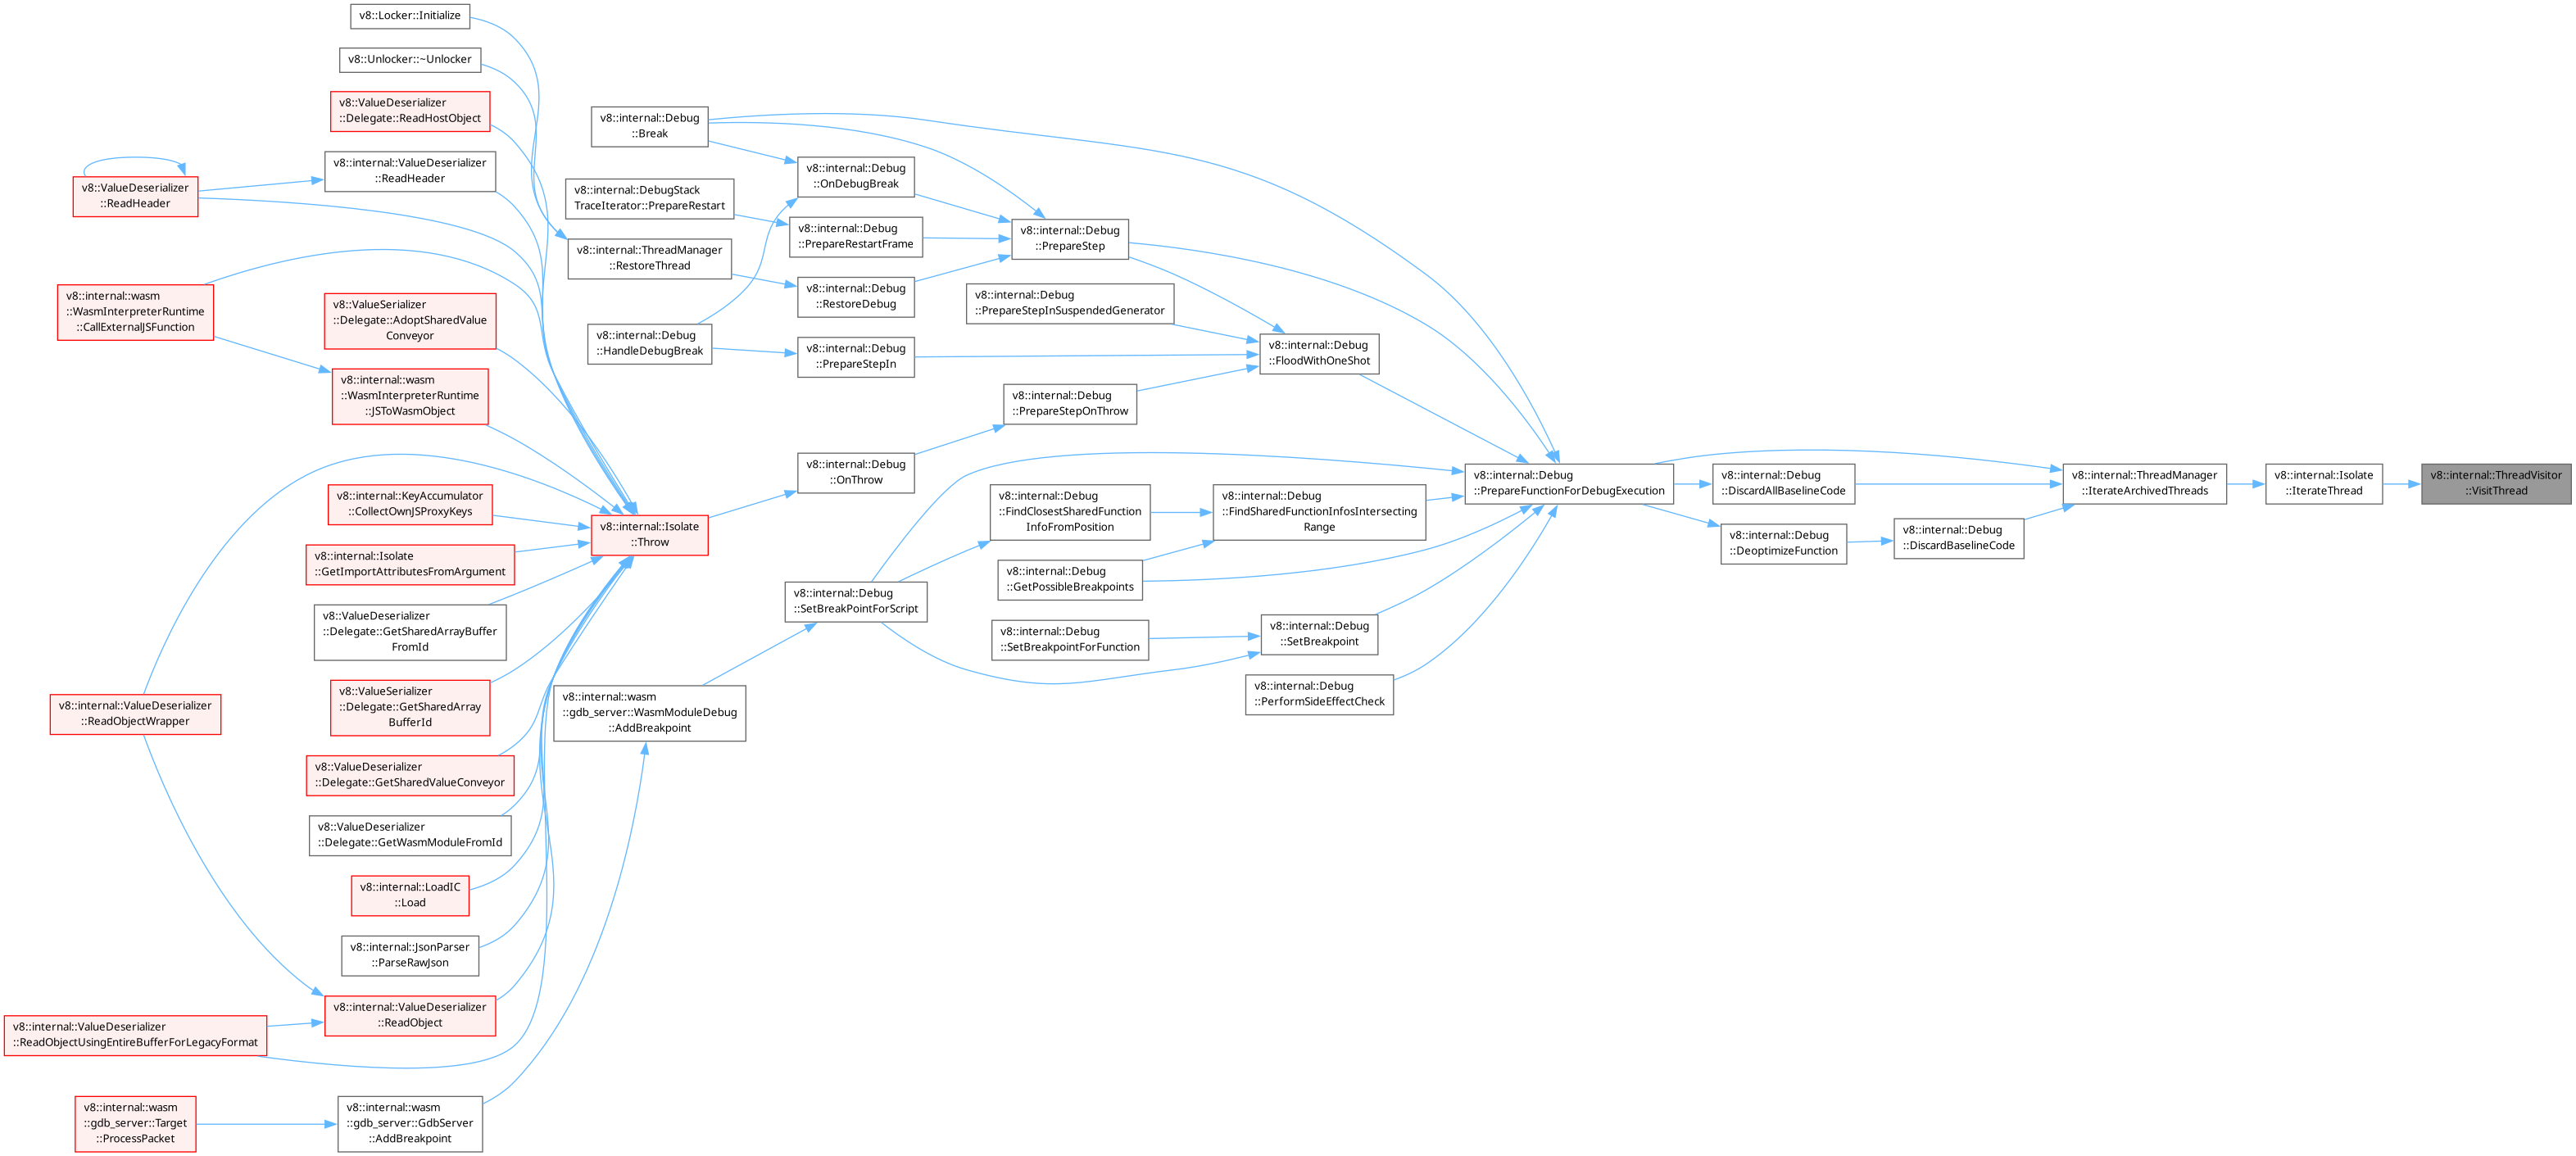 v8::Locker::Initialize
v8::Unlocker::~Unlocker
v8::ValueDeserializer
::Delegate::ReadHostObject
v8::internal::ValueDeserializer
::ReadHeader
v8::ValueDeserializer
::ReadHeader
v8::internal::wasm
::WasmInterpreterRuntime
::CallExternalJSFunction
v8::ValueSerializer
::Delegate::AdoptSharedValue
Conveyor
v8::internal::wasm
::WasmInterpreterRuntime
::JSToWasmObject
v8::internal::KeyAccumulator
::CollectOwnJSProxyKeys
v8::internal::Isolate
::GetImportAttributesFromArgument
v8::ValueDeserializer
::Delegate::GetSharedArrayBuffer
FromId
v8::ValueSerializer
::Delegate::GetSharedArray
BufferId
v8::internal::ValueDeserializer
::ReadObjectWrapper
v8::ValueDeserializer
::Delegate::GetSharedValueConveyor
v8::ValueDeserializer
::Delegate::GetWasmModuleFromId
v8::internal::LoadIC
::Load
v8::internal::JsonParser
::ParseRawJson
v8::internal::ValueDeserializer
::ReadObject
v8::internal::ValueDeserializer
::ReadObjectUsingEntireBufferForLegacyFormat
v8::internal::wasm
::gdb_server::Target
::ProcessPacket
v8::internal::wasm
::gdb_server::GdbServer
::AddBreakpoint
v8::internal::Debug
::Break
v8::internal::DebugStack
TraceIterator::PrepareRestart
v8::internal::ThreadManager
::RestoreThread
v8::internal::Debug
::HandleDebugBreak
v8::internal::Isolate
::Throw
v8::internal::wasm
::gdb_server::WasmModuleDebug
::AddBreakpoint
v8::internal::Debug
::OnDebugBreak
v8::internal::Debug
::PrepareRestartFrame
v8::internal::Debug
::RestoreDebug
v8::internal::Debug
::PrepareStepIn
v8::internal::Debug
::OnThrow
v8::internal::Debug
::SetBreakPointForScript
v8::internal::Debug
::PrepareStep
v8::internal::Debug
::PrepareStepInSuspendedGenerator
v8::internal::Debug
::PrepareStepOnThrow
v8::internal::Debug
::FindClosestSharedFunction
InfoFromPosition
v8::internal::Debug
::GetPossibleBreakpoints
v8::internal::Debug
::SetBreakpointForFunction
v8::internal::Debug
::FloodWithOneShot
v8::internal::Debug
::FindSharedFunctionInfosIntersecting
Range
v8::internal::Debug
::SetBreakpoint
v8::internal::Debug
::PerformSideEffectCheck
v8::internal::Debug
::PrepareFunctionForDebugExecution
v8::internal::Debug
::DiscardAllBaselineCode
v8::internal::Debug
::DeoptimizeFunction
v8::internal::Debug
::DiscardBaselineCode
v8::internal::ThreadManager
::IterateArchivedThreads
v8::internal::Isolate
::IterateThread
v8::internal::ThreadVisitor
::VisitThread